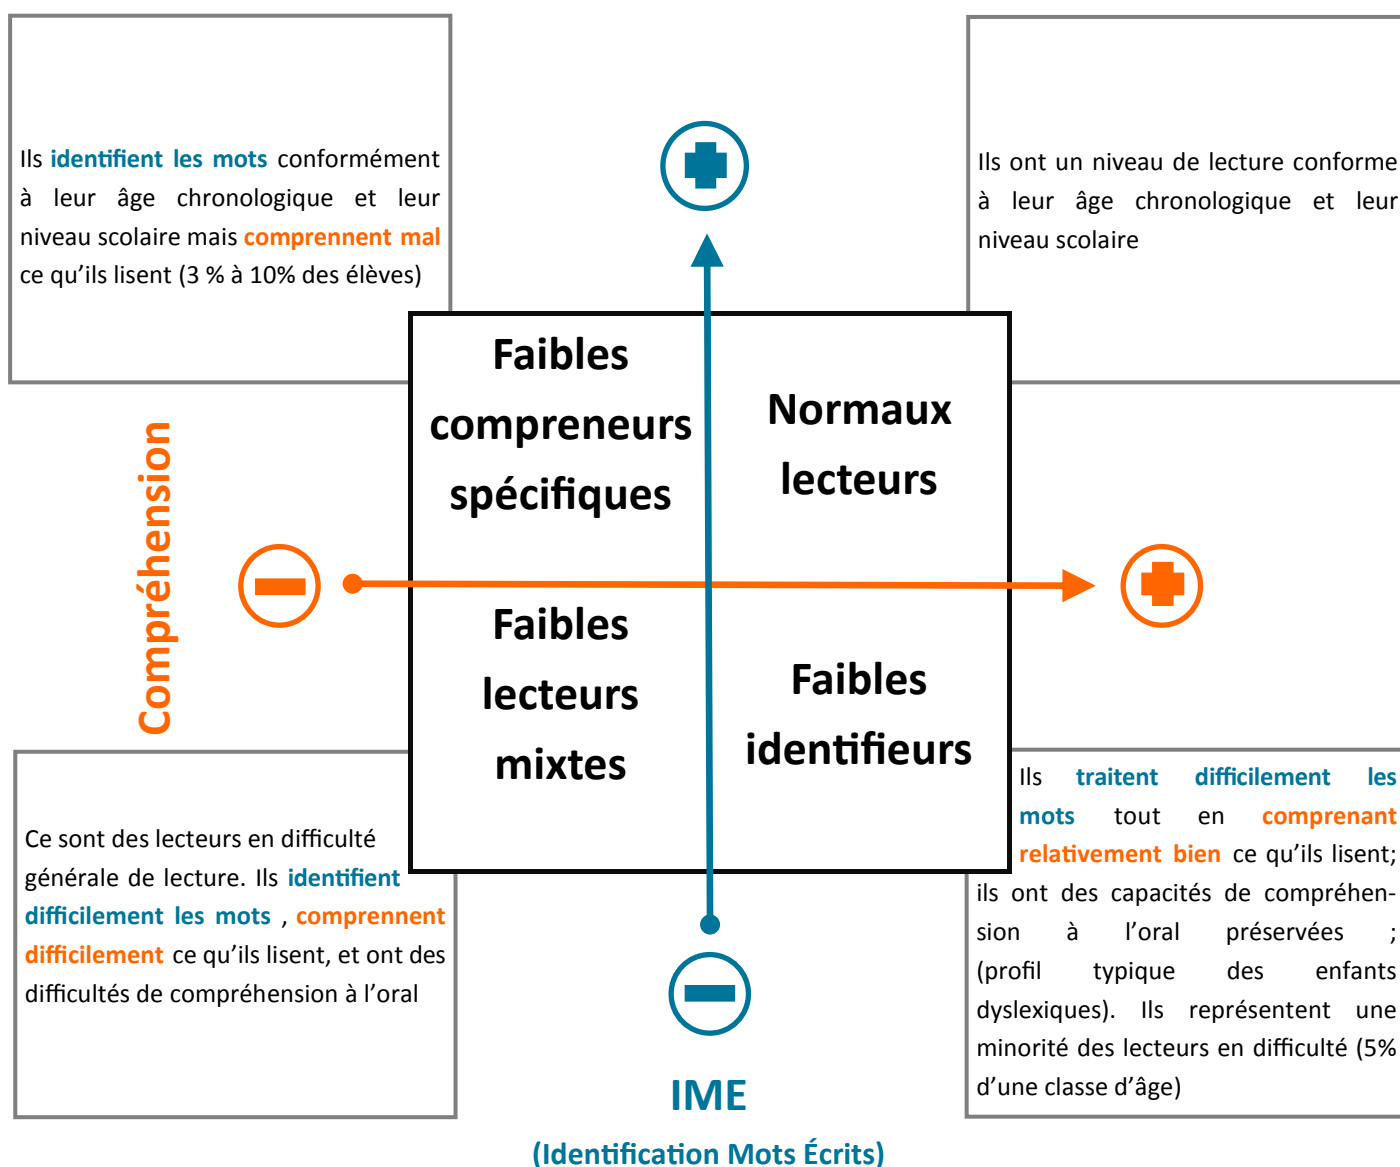 Ils identifient les mots conformément
à leur âge chronologique et leur
niveau scolaire mais comprennent mal
ce qu'ils lisent (3 % à 10% des élèves)
Ils ont un niveau de lecture conforme
à leur âge chronologique et leur
niveau scolaire
Faibles
compreneurs
spécifiques
Normaux
lecteurs
Compréhension
Faibles
lecteurs
mixtes
Faibles
identifieurs
Ce sont des lecteurs en difficulté
générale de lecture. Ils identifient
difficilement les mots , comprennent
difficilement ce qu'ils lisent, et ont des
difficultés de compréhension à l'oral
Ils traitent difficilement les
mots tout en comprenant
relativement bien ce qu'ils lisent;
ils ont des capacités de compréhen-
sion à l'oral préservées ;
(profil typique des enfants
dyslexiques). Ils représentent une
minorité des lecteurs en difficulté (5%
d'une classe d'âge)
IME
(Identification Mots Écrits)